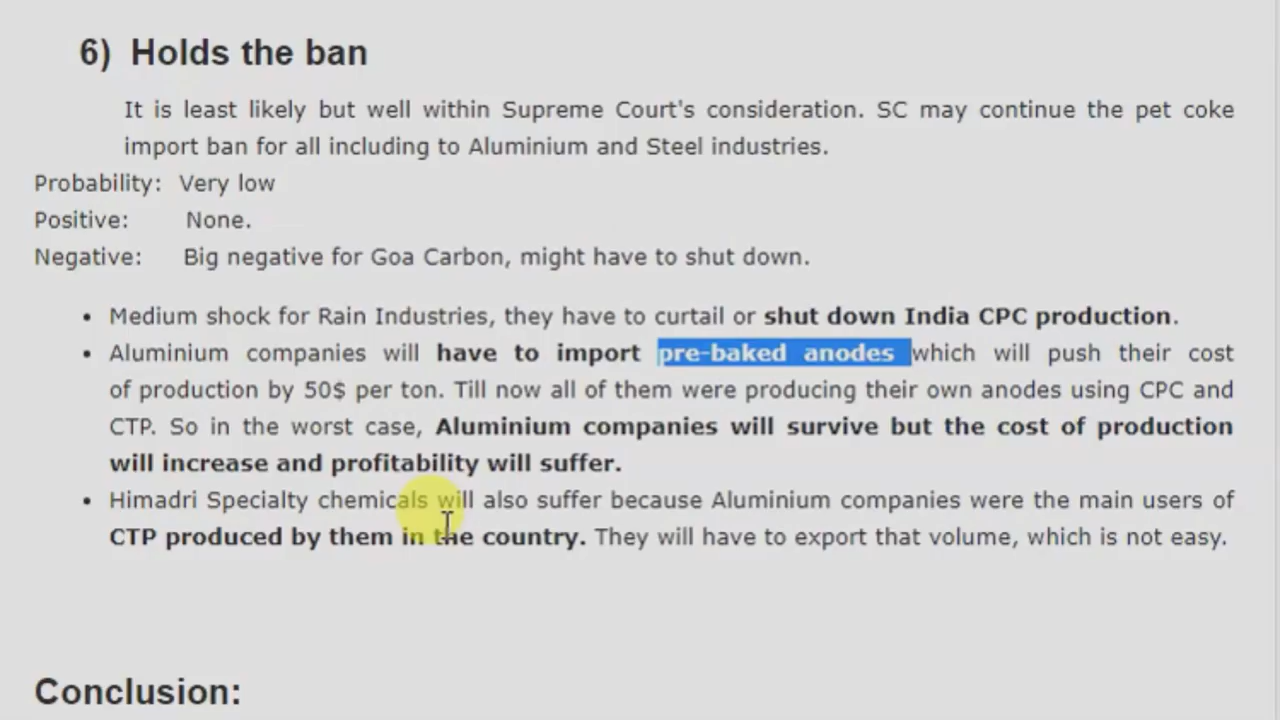 6) Holds the ban
It is least likely but well within Supreme Court's consideration. SC may continue the pet coke
import ban for all including to Aluminium and Steel industries.
Probability: Very low
Positive: None.
Negative: Big negative for Goa Carbon, might have to shut down.
• Medium shock for Rain Industries, they have to curtail or shut down India CPC production.
• Aluminium companies will have to import pre-baked anodes which will push their cost
of production by 50$ per ton. Till now all of them were producing their own anodes using CPC and
CTP. So in the worst case, Aluminium companies will survive but the cost of production
will increase and profitability will suffer.
• Himadri Specialty chemicals will also suffer because Aluminium companies were the main users of
CTP produced by them in the country. They will have to export that volume, which is not easy.
Conclusion: